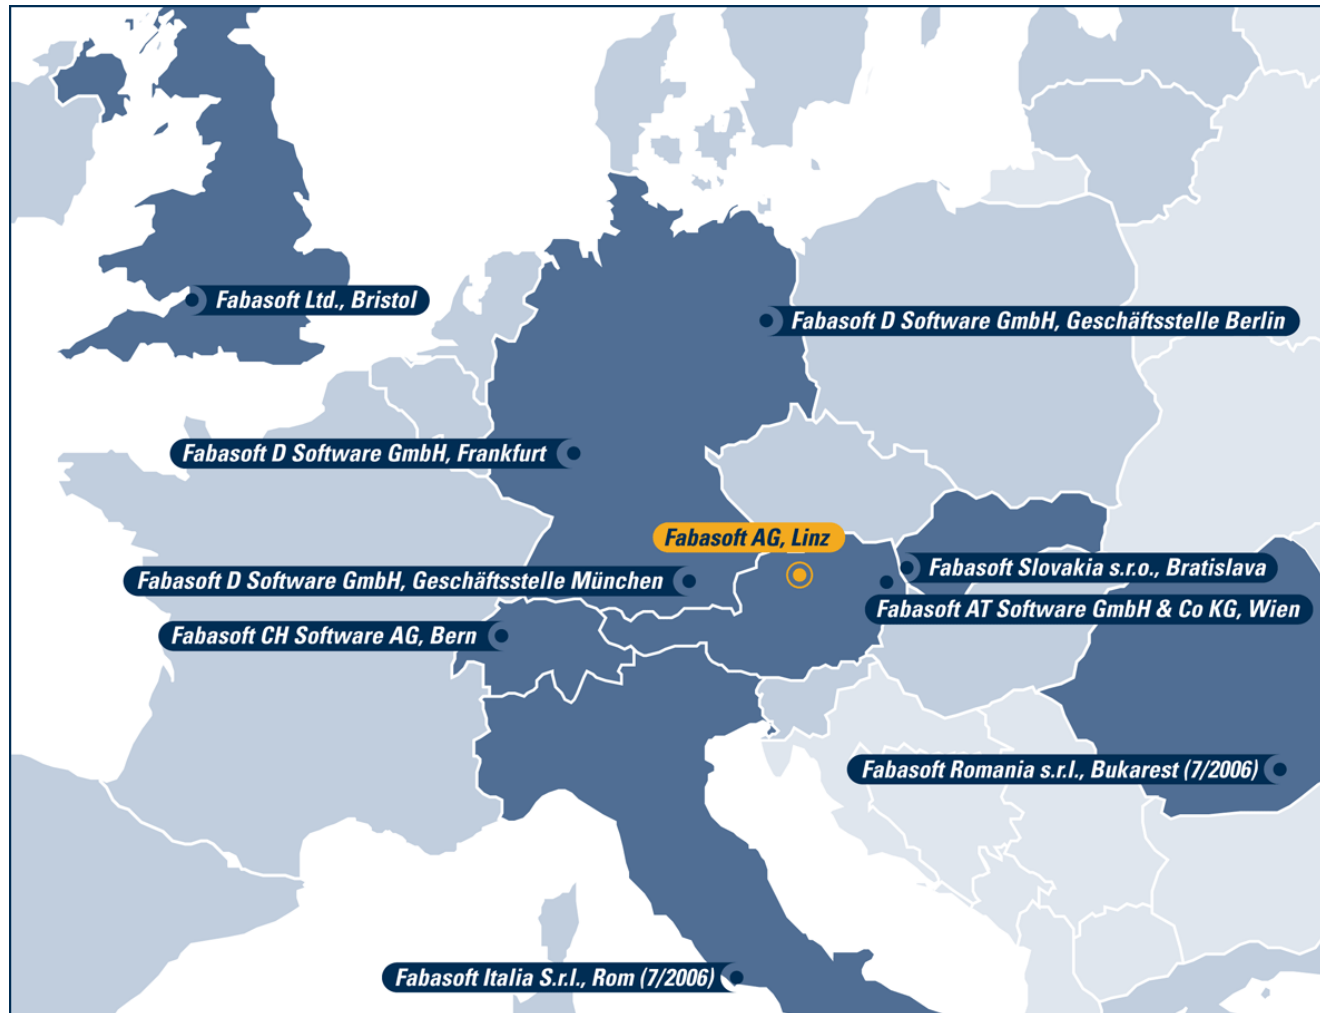 Fabasoft Ltd., Bristol
Fabasoft D Software GmbH, Geschäftsstelle Berlin
Fabasoft D Software GmbH, Frankfurt
Fabasoft AG, Linz
Fabasoft Slovakia s.r.o., Bratislava
Fabasoft D Software GmbH, Geschäftsstelle München
Fabasoft AT Software GmbH & Co KG, Wien
Fabasoft CH Software AG, Bern
Fabasoft Romania s.r.l., Bukarest (7/2006)
Fabasoft Italia S.r.l., Rom (7/2006)